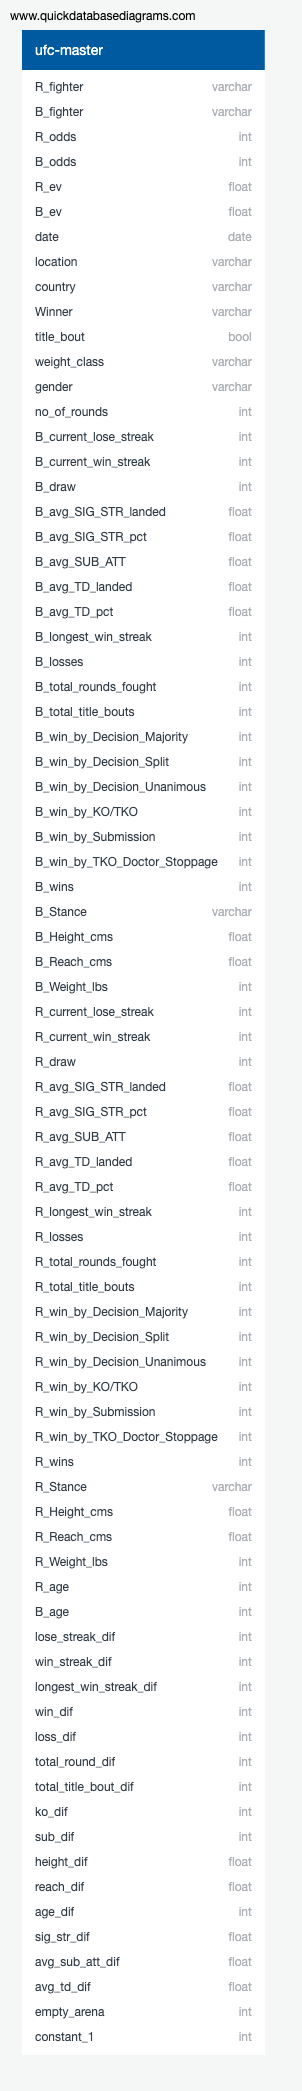 www.quickdatabasediagrams.com
ufc-master
R_fighter varchar
B_fighter varchar
R_odds int
B_odds int
R_ev float
B_ev float
date date
location varchar
country varchar
Winner varchar
title_bout bool
weight_class varchar
gender varchar
no_of_rounds int
B_current_lose_streak int
B_current_win_streak int
B_draw int
B_avg_SIG_STR_landed float
B_avg_SIG_STR_pct float
B_avg_SUB_ATT float
B_avg_TD_landed float
B_avg_TD_pct float
B_longest_win_streak int
B_losses int
B_total_rounds_fought int
B_total_title_bouts int
B_win_by_Decision_Majority int
B_win_by_Decision_Split int
B_win_by_Decision_Unanimous int
B_win_by_KO/TKO int
B_win_by_Submission int
B_win_by_TKO_Doctor_Stoppage int
B_wins int
B_Stance varchar
B_Height_cms float
B_Reach_cms float
B_Weight_lbs int
R_current_lose_streak int
R_current_win_streak int
R_draw int
R_avg_SIG_STR_landed float
R_avg_SIG_STR_pct float
R_avg_SUB_ATT float
R_avg_TD_landed float
R_avg_TD_pct float
R_longest_win_streak int
R_losses int
R_total_rounds_fought int
R_total_title_bouts int
R_win_by_Decision_Majority int
R_win_by_Decision_Split int
R_win_by_Decision_Unanimous int
R_win_by_KO/TKO int
R_win_by_Submission int
R_win_by_TKO_Doctor_Stoppage int
R_wins int
R_Stance varchar
R_Height_cms float
R_Reach_cms float
R_Weight_lbs int
R_age int
B_age int
lose_streak_dif int
win_streak_dif int
longest_win_streak_dif int
win_dif int
loss_dif int
total_round_dif int
total_title_bout_dif int
ko_dif int
sub_dif int
height_dif float
reach_dif float
age_dif int
sig_str_dif float
avg_sub_att_dif float
avg_td_dif float
empty_arena int
constant_1 int